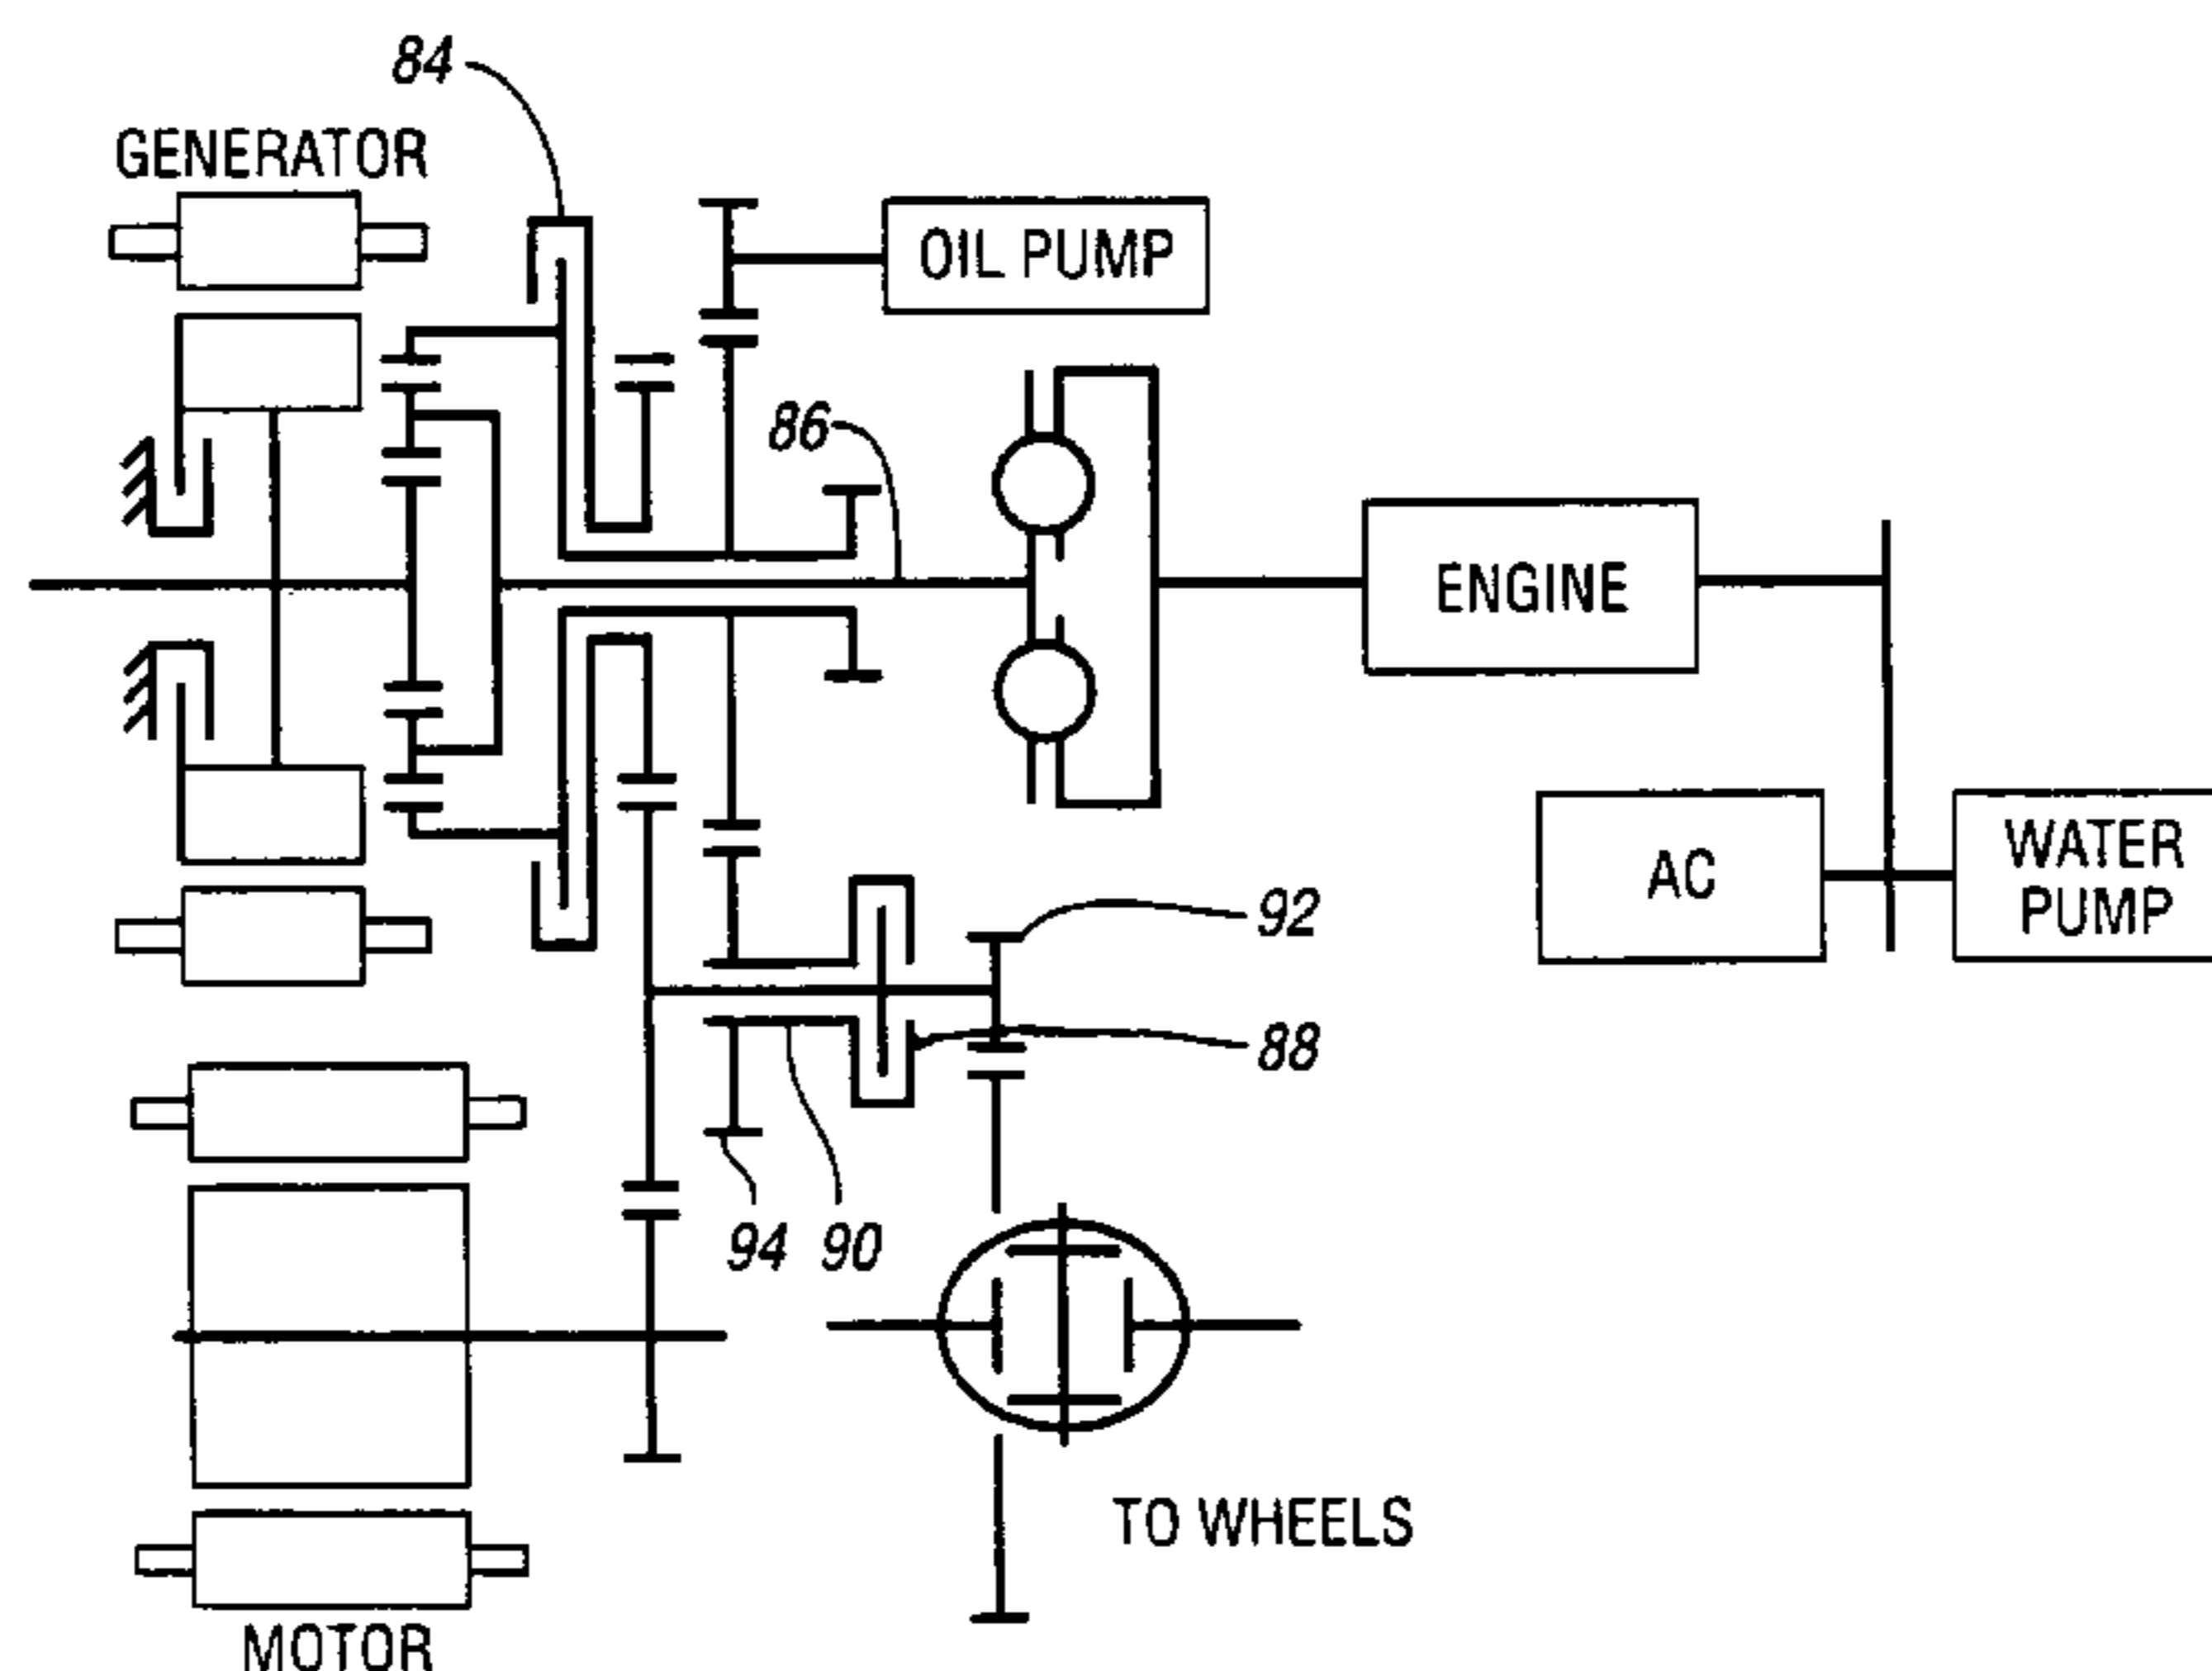 84
GENERATOR
OIL PUMP
86
ENGINE
AC
WATER
PUMP
92
88
94
90
TO WHEELS
MOTOR